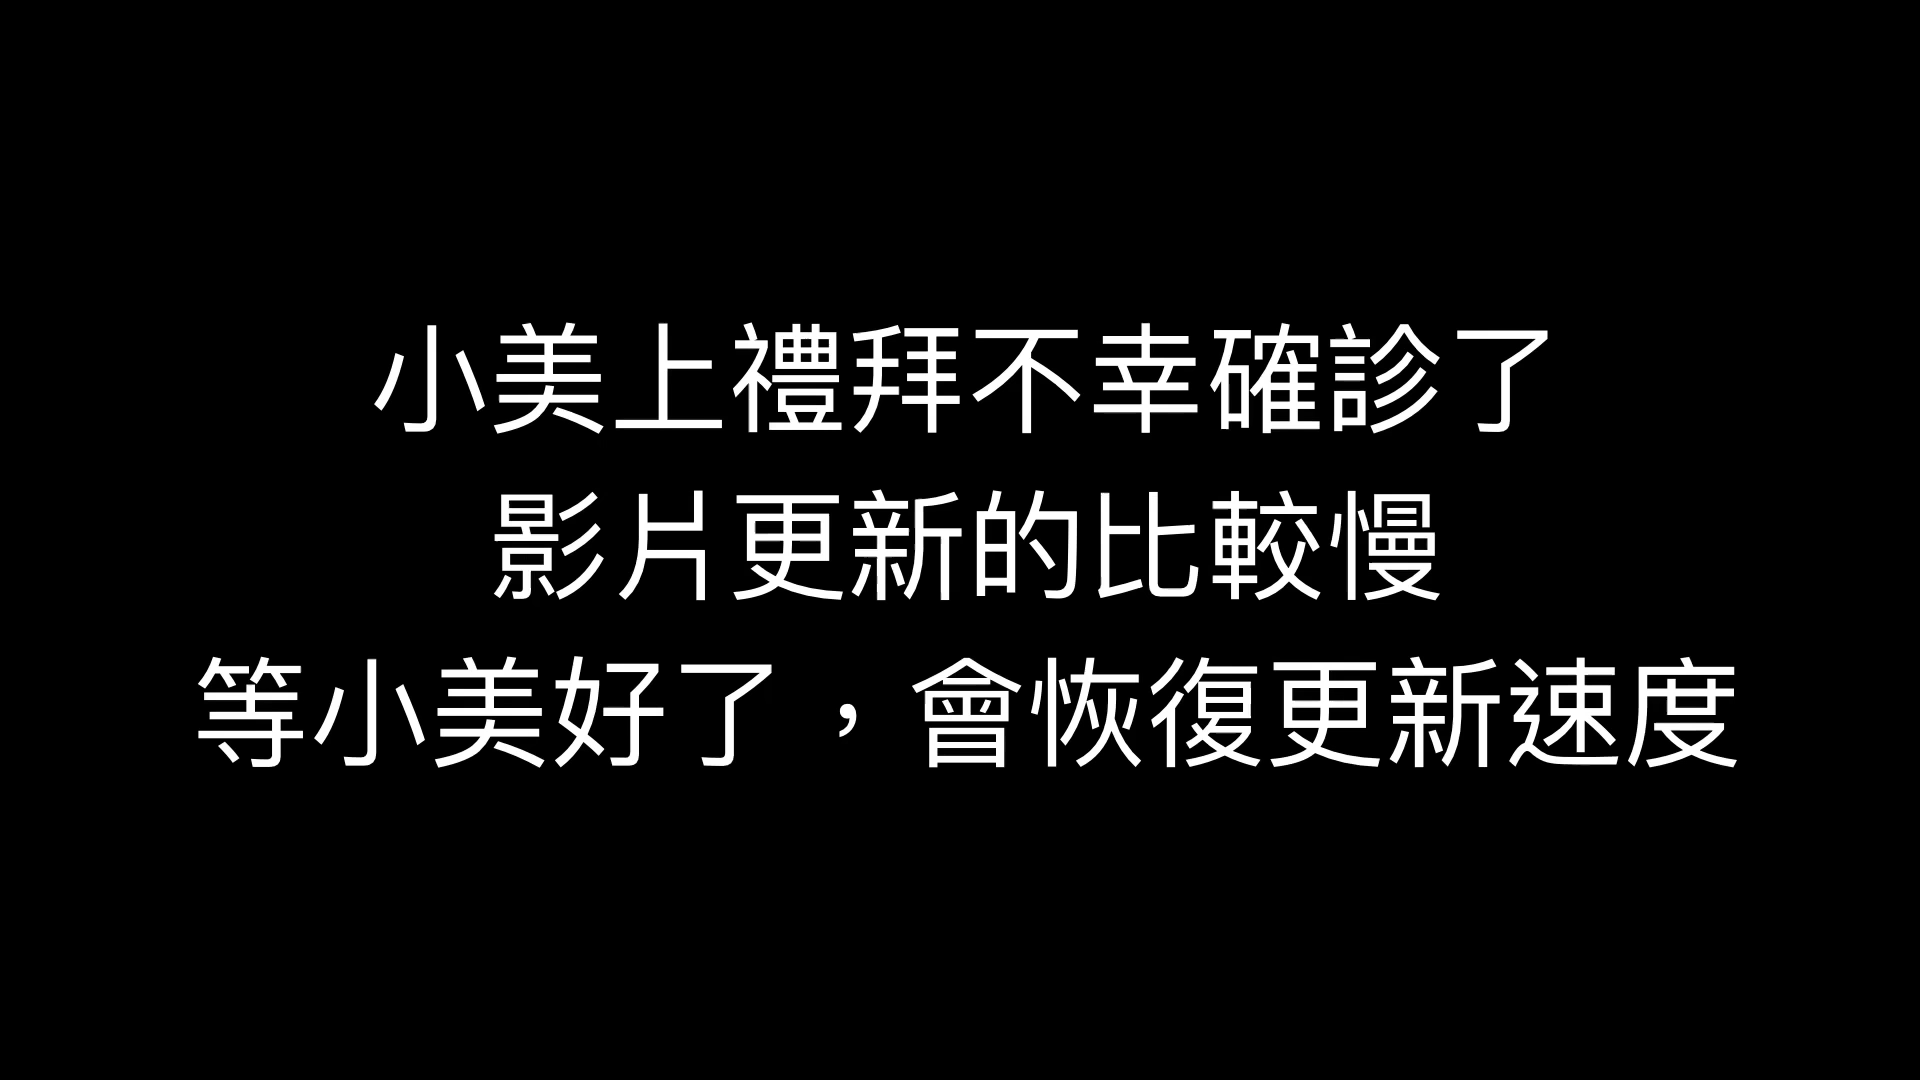 小美上禮拜不幸確診了
影片更新的比較慢
等小美好了，會恢復更新速度